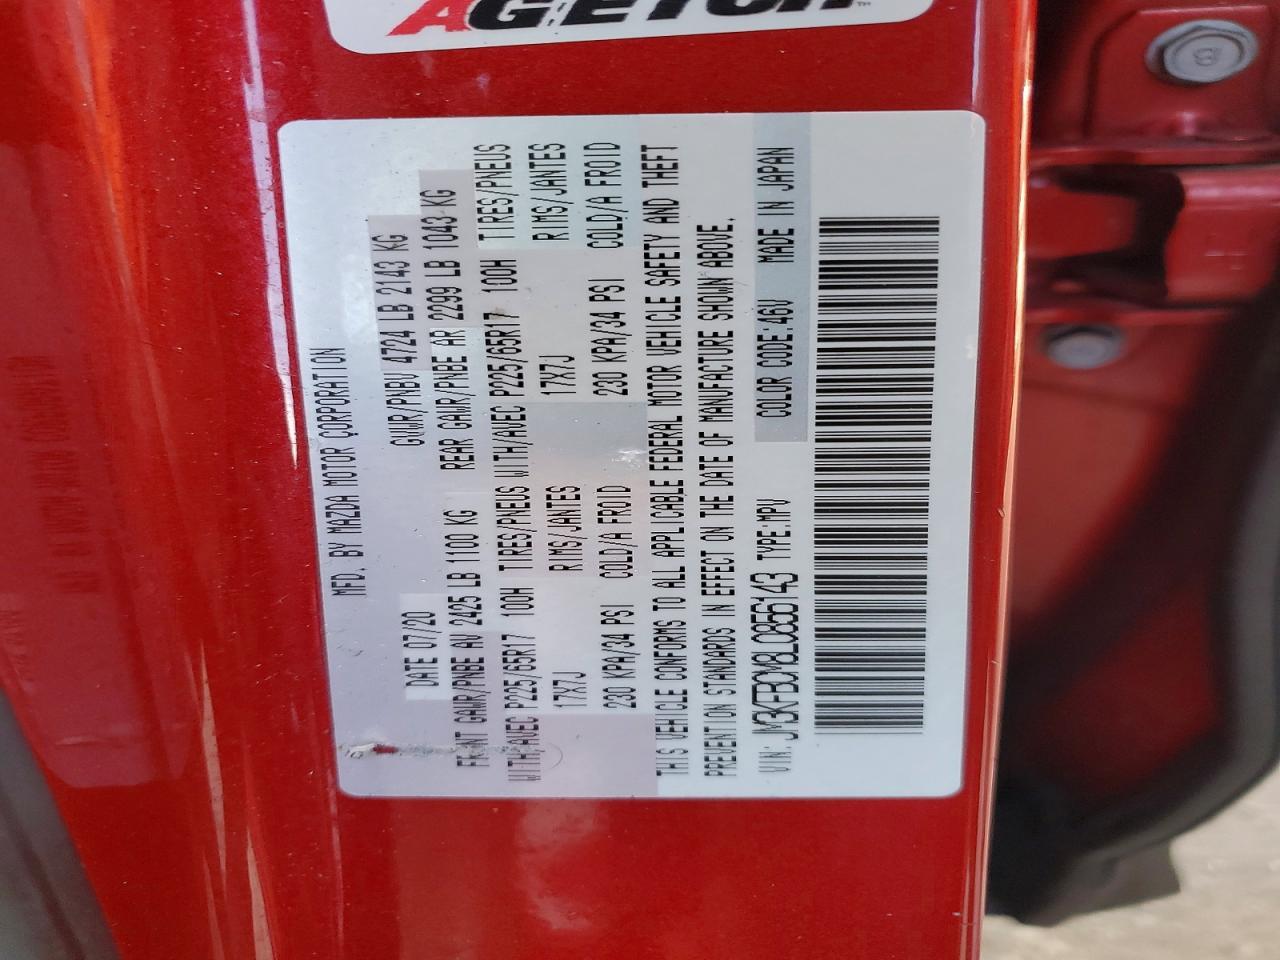 MFD. BY MAZDA MOTOR CORPORATION
DATE 07/20 GVWR/PNBV 4724 LB 2143 KG
FRONT GAWR/PNBE AV 2425 LB 1100 KG REAR GAWR/PNBE AR 2299 LB 1043 KG
WITH/AVEC P225/65R17 100H TIRES/PNEUS WITH/AVEC P225/65R17 100H TIRES/PNEUS
17X7J RIMS/JANTES 17X7J RIMS/JANTES
230 KPA/34 PSI COLD/A FROID 230 KPA/34 PSI COLD/A FROID
THIS VEHICLE CONFORMS TO ALL APPLICABLE FEDERAL MOTOR VEHICLE SAFETY AND THEFT
PREVENTION STANDARDS IN EFFECT ON THE DATE OF MANUFACTURE SHOWN ABOVE.
VIN: JM3KFBCM8L0856143 TYPE:MPV COLOR CODE:46V MADE IN JAPAN